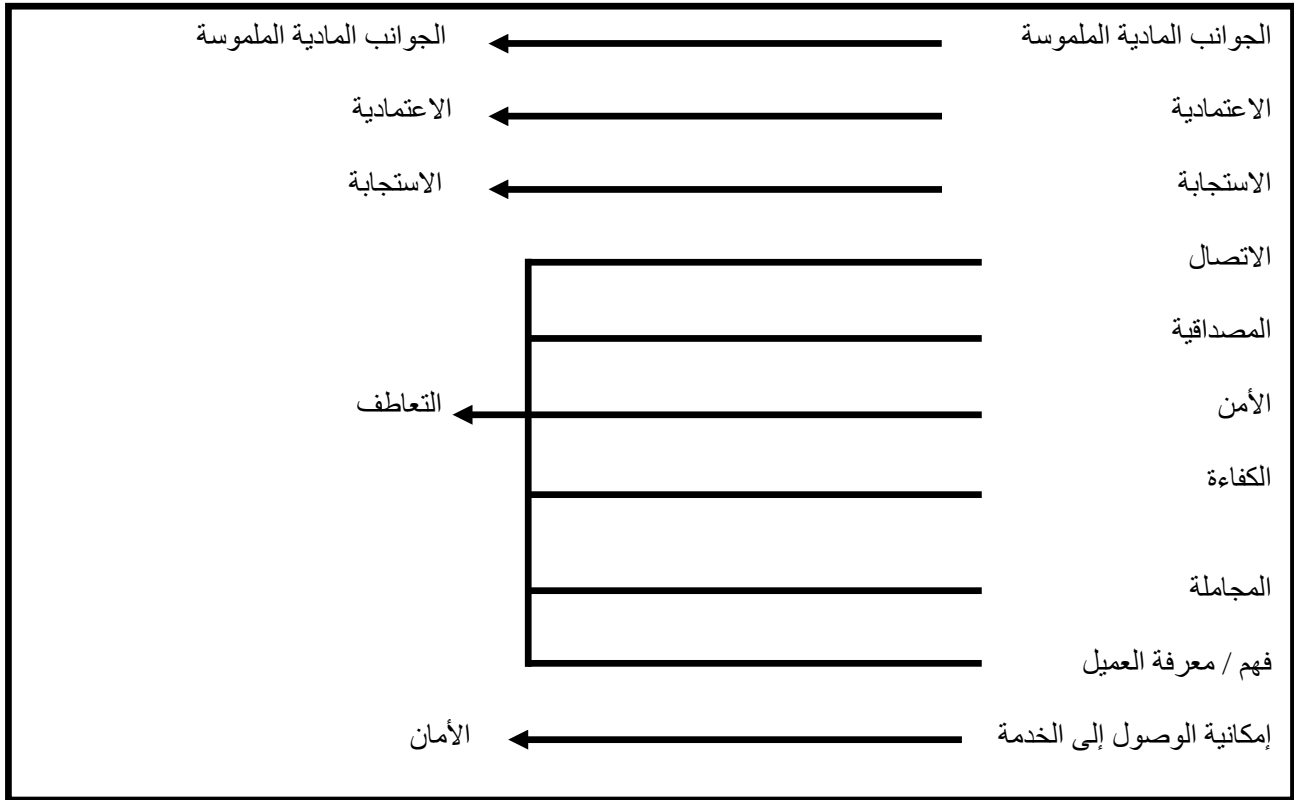 الجوانب المادية الملموسة الجوانب المادية الملموسة
الاعتمادية الاعتمادية
الاستجابة الاستجابة
الاتصال
المصداقية
الأمن التعاطف
الكفاءة
المجاملة
فهم / معرفة العميل
إمكانية الوصول إلى الخدمة الأمان